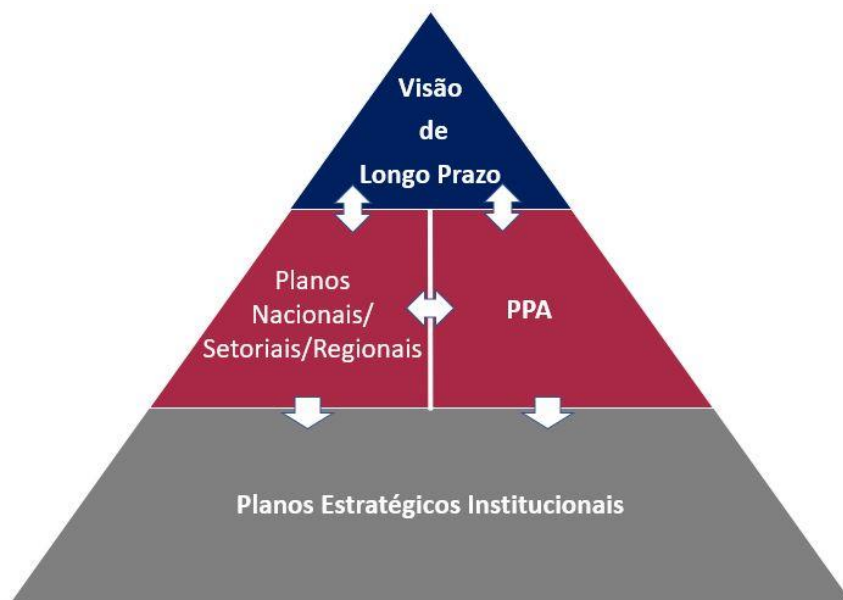 Visão
de
Longo Prazo
Planos
Nacionais/
Setoriais/Regionais
PPA
Planos Estratégicos Institucionais